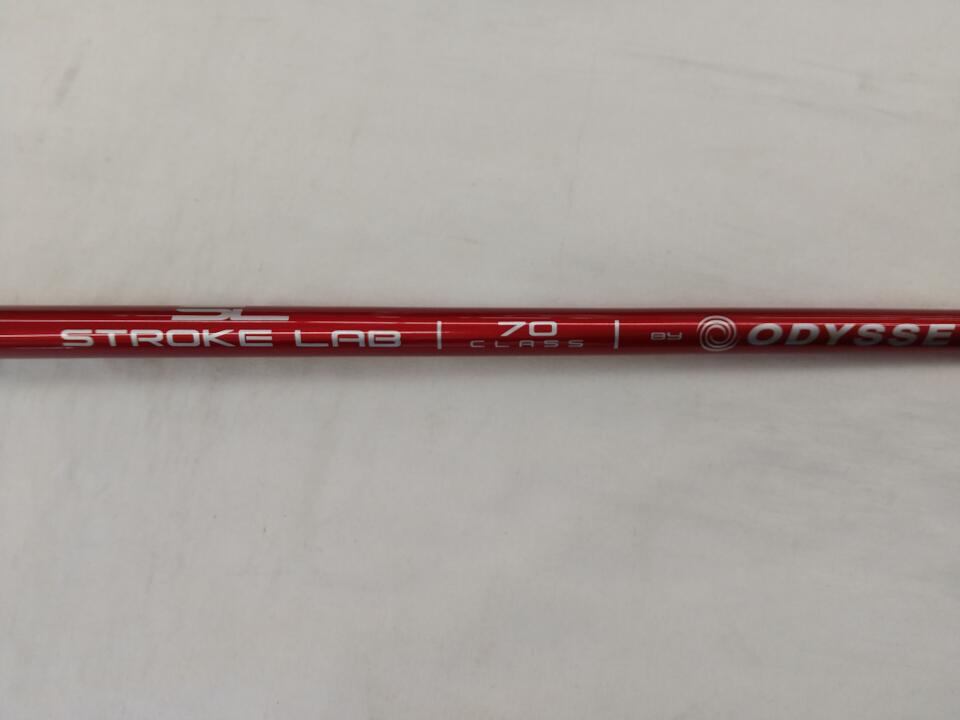 SL
STROKE LAB | 70 CLASS | BY ODYSSE